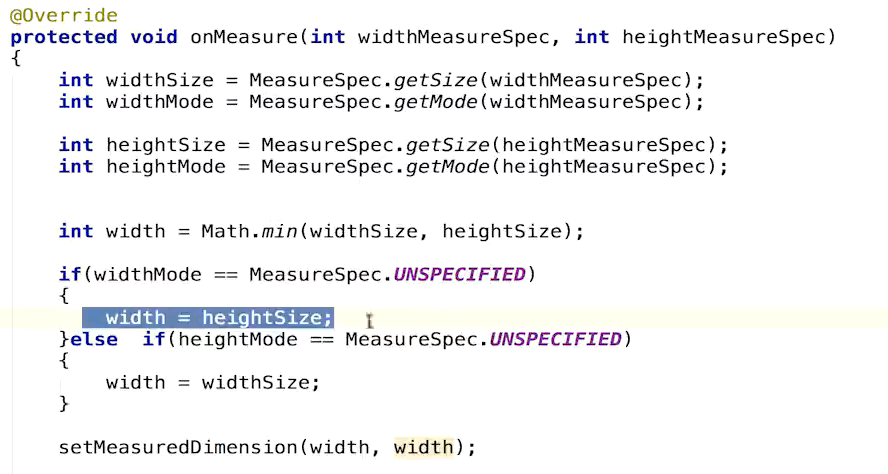 @Override
protected void onMeasure(int widthMeasureSpec, int heightMeasureSpec)
{
    int widthSize = MeasureSpec.getSize(widthMeasureSpec);
    int widthMode = MeasureSpec.getMode(widthMeasureSpec);

    int heightSize = MeasureSpec.getSize(heightMeasureSpec);
    int heightMode = MeasureSpec.getMode(heightMeasureSpec);


    int width = Math.min(widthSize, heightSize);

    if(widthMode == MeasureSpec.UNSPECIFIED)
    {
        width = heightSize;
    }else  if(heightMode == MeasureSpec.UNSPECIFIED)
    {
        width = widthSize;
    }

    setMeasuredDimension(width, width);